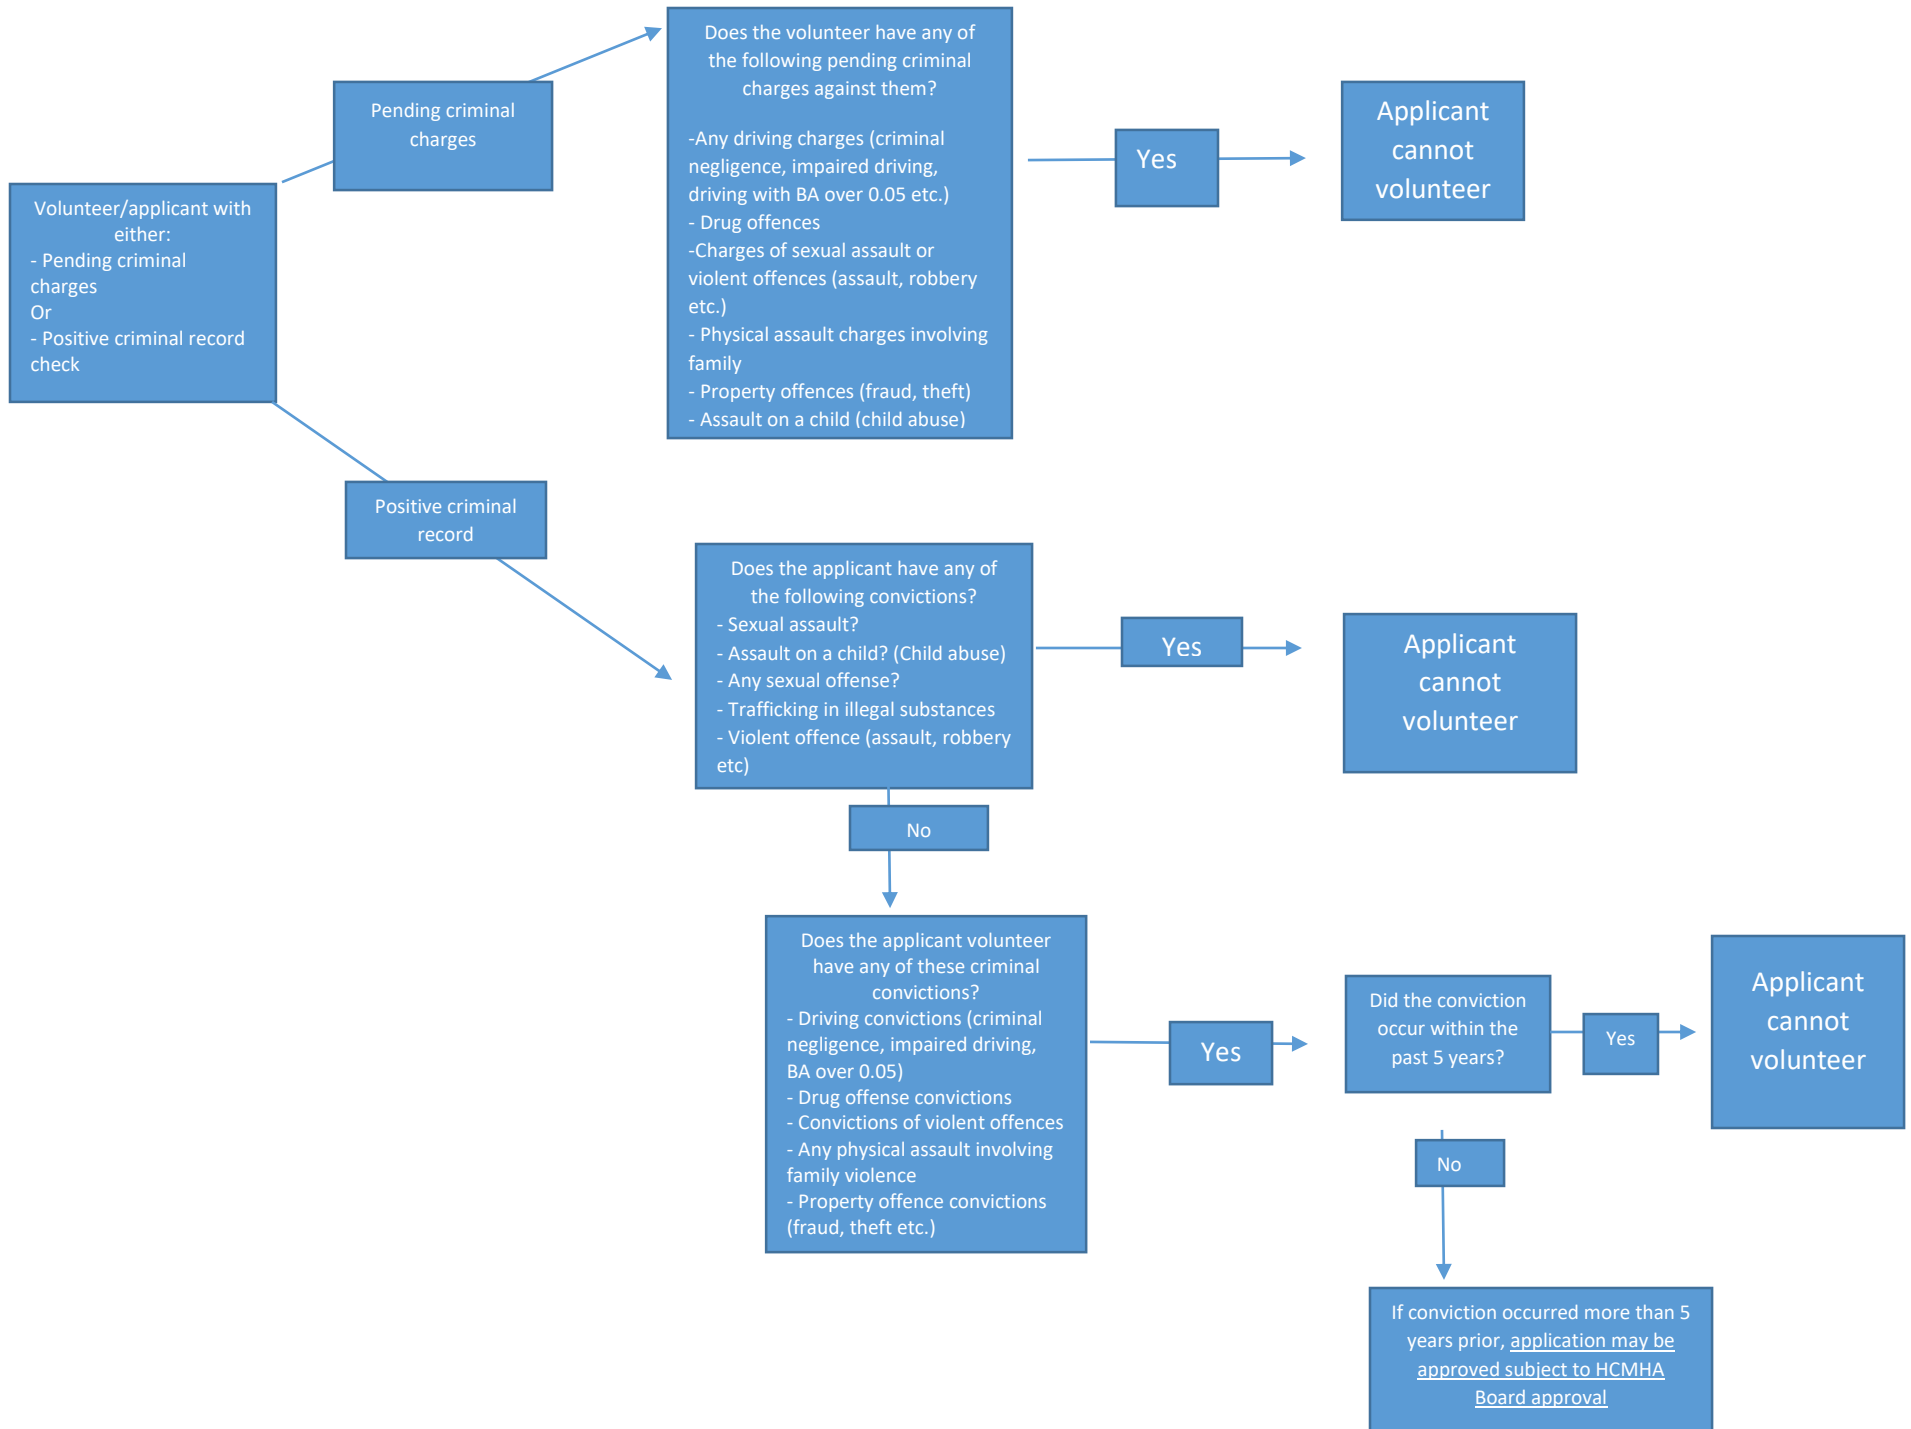 Volunteer/applicant with
either:
- Pending criminal
charges
Or
- Positive criminal record
check
Pending criminal
charges
Does the volunteer have any of
the following pending criminal
charges against them?
-Any driving charges (criminal
negligence, impaired driving,
driving with BA over 0.05 etc.)
- Drug offences
-Charges of sexual assault or
violent offences (assault, robbery
etc.)
- Physical assault charges involving
family
- Property offences (fraud, theft)
- Assault on a child (child abuse)
Yes
Applicant
cannot
volunteer
Positive criminal
record
Does the applicant have any of
the following convictions?
- Sexual assault?
- Assault on a child? (Child abuse)
- Any sexual offense?
- Trafficking in illegal substances
- Violent offence (assault, robbery
etc)
Yes
Applicant
cannot
volunteer
No
Does the applicant volunteer
have any of these criminal
convictions?
- Driving convictions (criminal
negligence, impaired driving,
BA over 0.05)
- Drug offense convictions
- Convictions of violent offences
- Any physical assault involving
family violence
- Property offence convictions
(fraud, theft etc.)
Yes
Did the conviction
occur within the
past 5 years?
Yes
Applicant
cannot
volunteer
No
If conviction occurred more than 5
years prior, application may be
approved subject to HCMHA
Board approval